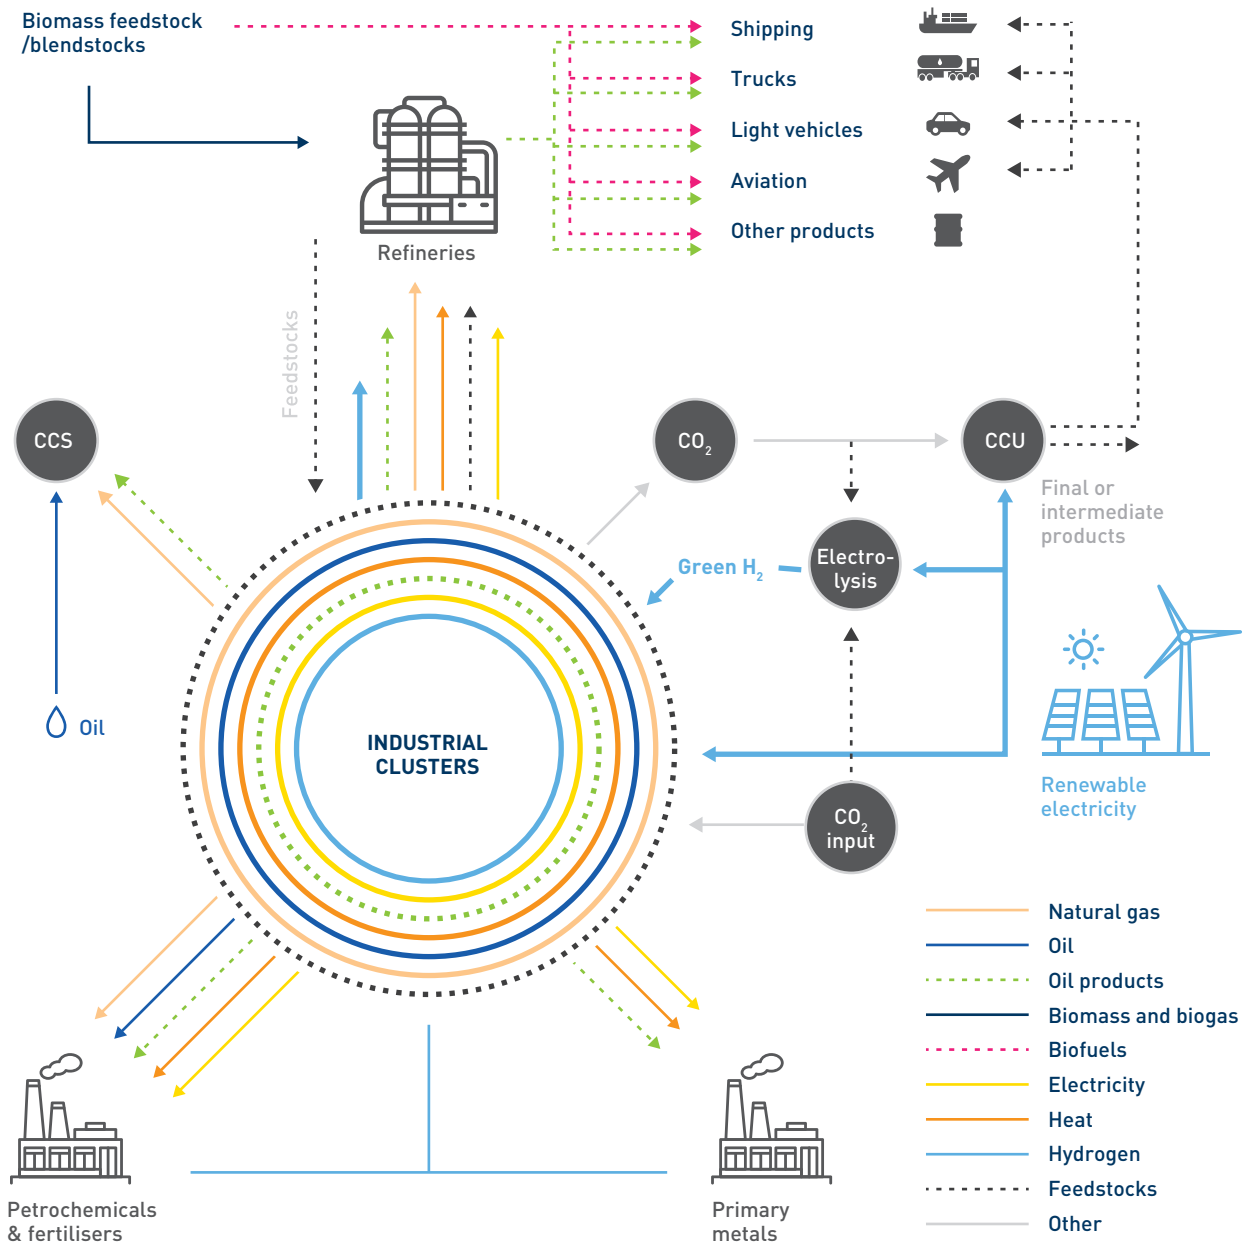 Biomass feedstock
/blendstocks
Shipping
Trucks
Light vehicles
Aviation
Other products
Refineries
Feedstocks
CCS
CO2
CCU
Final or
intermediate
products
Electro-
lysis
Green H2
Oil
INDUSTRIAL
CLUSTERS
CO2
input
Renewable
electricity
Natural gas
Oil
Oil products
Biomass and biogas
Biofuels
Electricity
Heat
Hydrogen
Feedstocks
Other
Petrochemicals
& fertilisers
Primary
metals